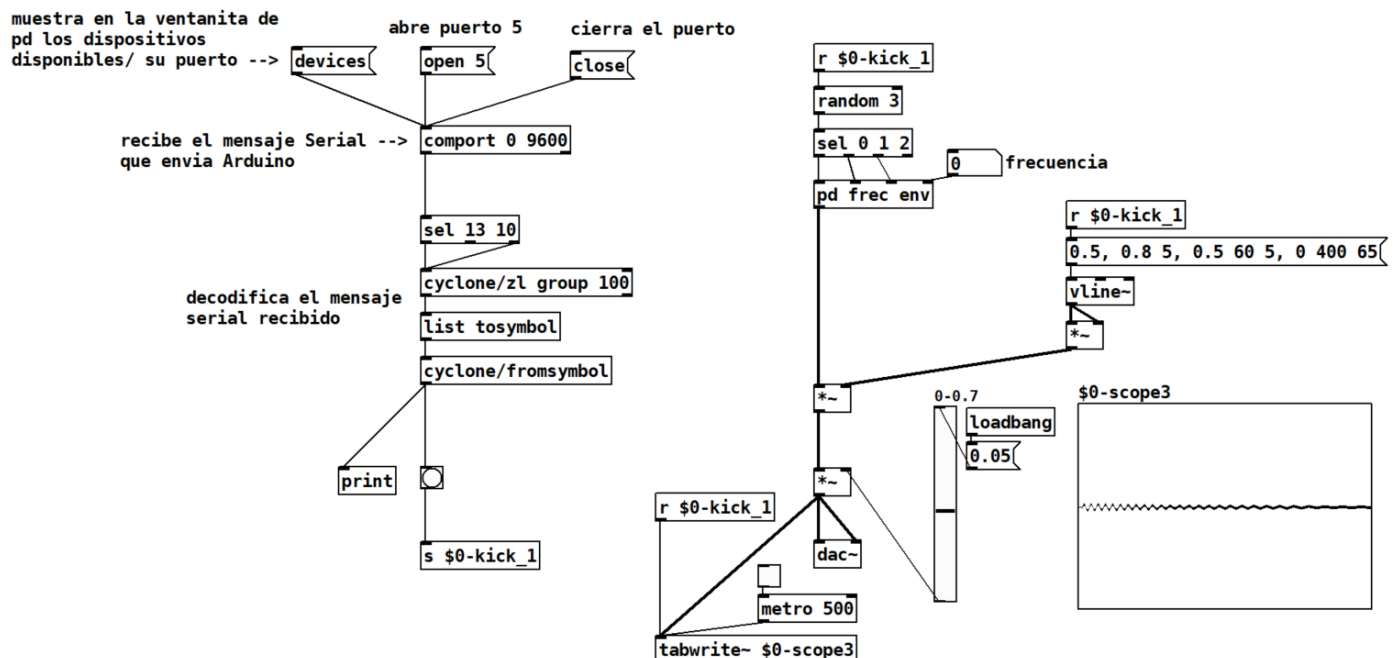 muestra en la ventanita de
pd los dispositivos
disponibles/ su puerto -->
devices
abre puerto 5
open 5
cierra el puerto
close
recibe el mensaje Serial -->
que envia Arduino
comport 0 9600
sel 13 10
cyclone/zl group 100
decodifica el mensaje
serial recibido
list tosymbol
cyclone/fromsymbol
print
s $0-kick_1
r $0-kick_1
random 3
sel 0 1 2
0
frecuencia
pd frec env
r $0-kick_1
0.5, 0.8 5, 0.5 60 5, 0 400 65
vline~
*~
*~
0-0.7
loadbang
0.05
*~
r $0-kick_1
dac~
metro 500
tabwrite~ $0-scope3
$0-scope3